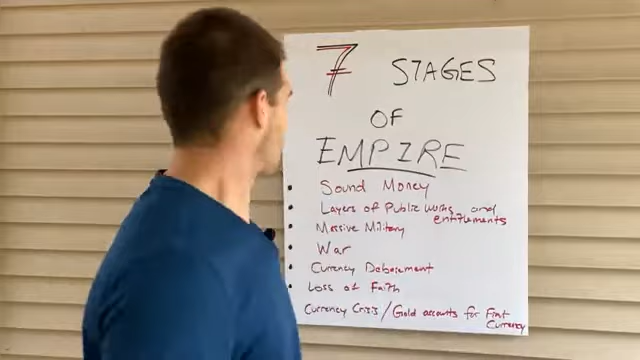 7 STAGES
OF
EMPIRE
Sound Money
Layers of Public works and
entitlements
Massive Military
War
Currency Debasement
Loss of Faith
Currency Crisis / Gold accounts for Fiat
Currency